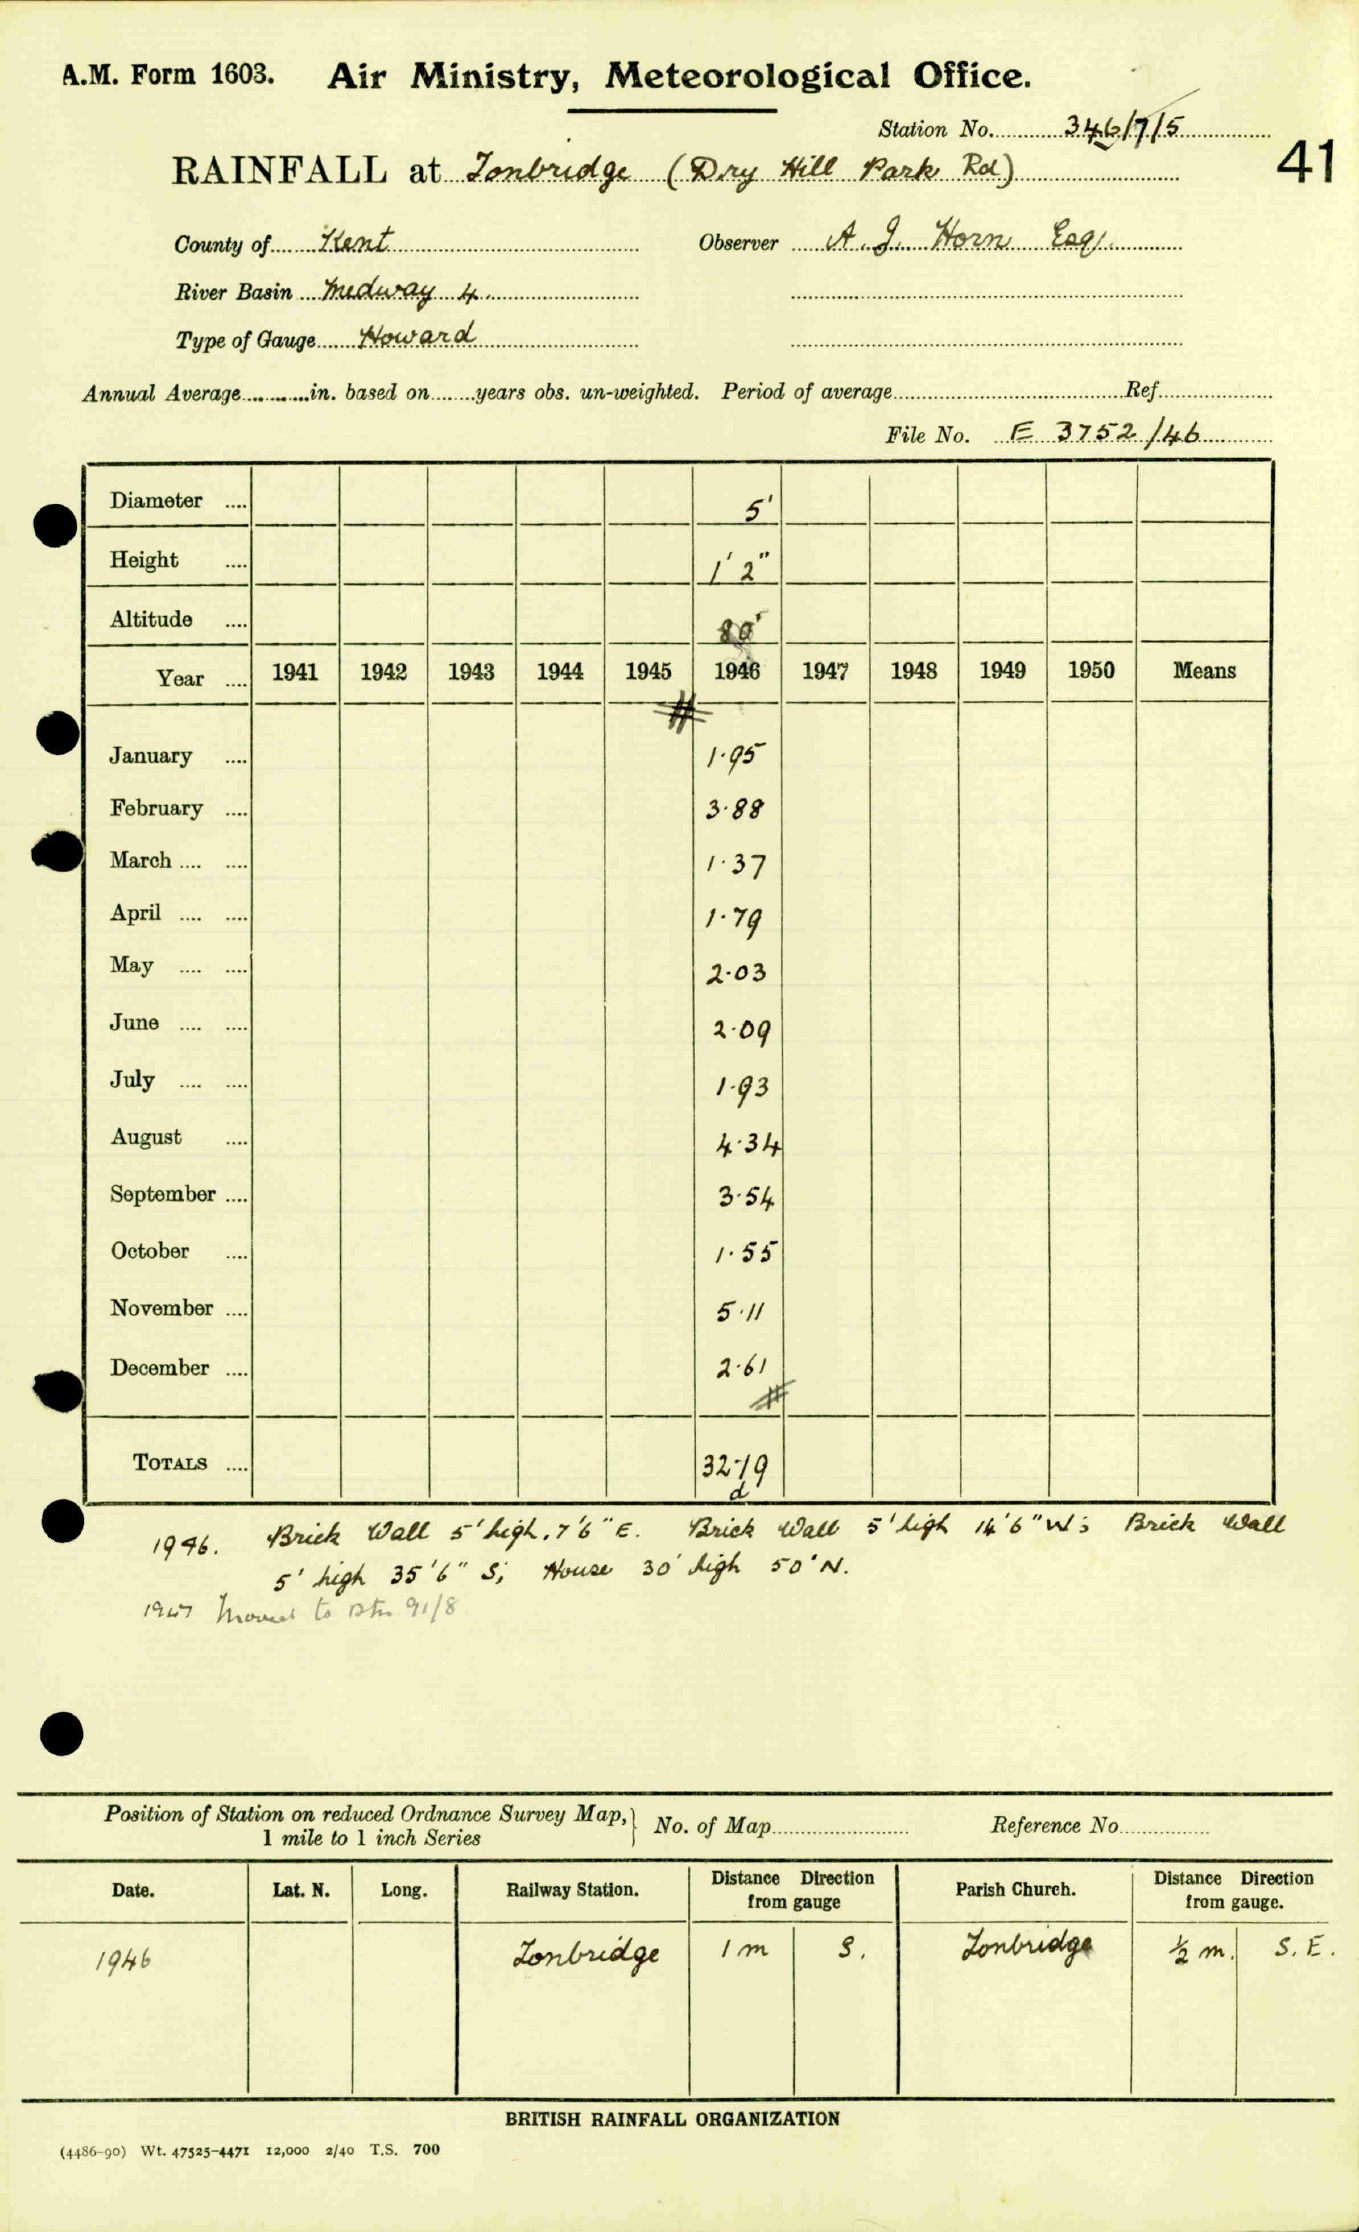 A.M. Form 1603. Air Ministry, Meteorological Office.
Station No. 346/7/5
41
RAINFALL at Tonbridge (Dry Hill Park Rd)
County of Kent Observer A. J. Horn Esq.
River Basin Medway 4.
Type of Gauge Howard
Annual Average in. based on years obs. un-weighted. Period of average Ref.
File No. E 3752/46
Diameter .... 5'
Height .... 1' 2"
Altitude .... 80'
Year .... 1941 1942 1943 1944 1945 1946 1947 1948 1949 1950 Means
January .... 1.95
February .... 3.88
March .... .... 1.37
April .... .... 1.79
May .... .... 2.03
June .... .... 2.09
July .... .... 1.93
August .... 4.34
September .... 3.54
October .... 1.55
November .... 5.11
December .... 2.61
TOTALS .... 32.19
d
1946. Brick Wall 5' high, 7'6" E. Brick Wall 5' high 14'6" W; Brick Wall
5' high 35'6" S; House 30' high 50' N.
1947 Moved to Stn 91/8
Position of Station on reduced Ordnance Survey Map, } No. of Map Reference No.
1 mile to 1 inch Series
Date. Lat. N. Long. Railway Station. Distance Direction from gauge Parish Church. Distance Direction from gauge.
1946 Tonbridge 1 m S. Tonbridge ½ m. S. E.
BRITISH RAINFALL ORGANIZATION
(4486-90) Wt. 47525-4471 12,000 2/40 T.S. 700